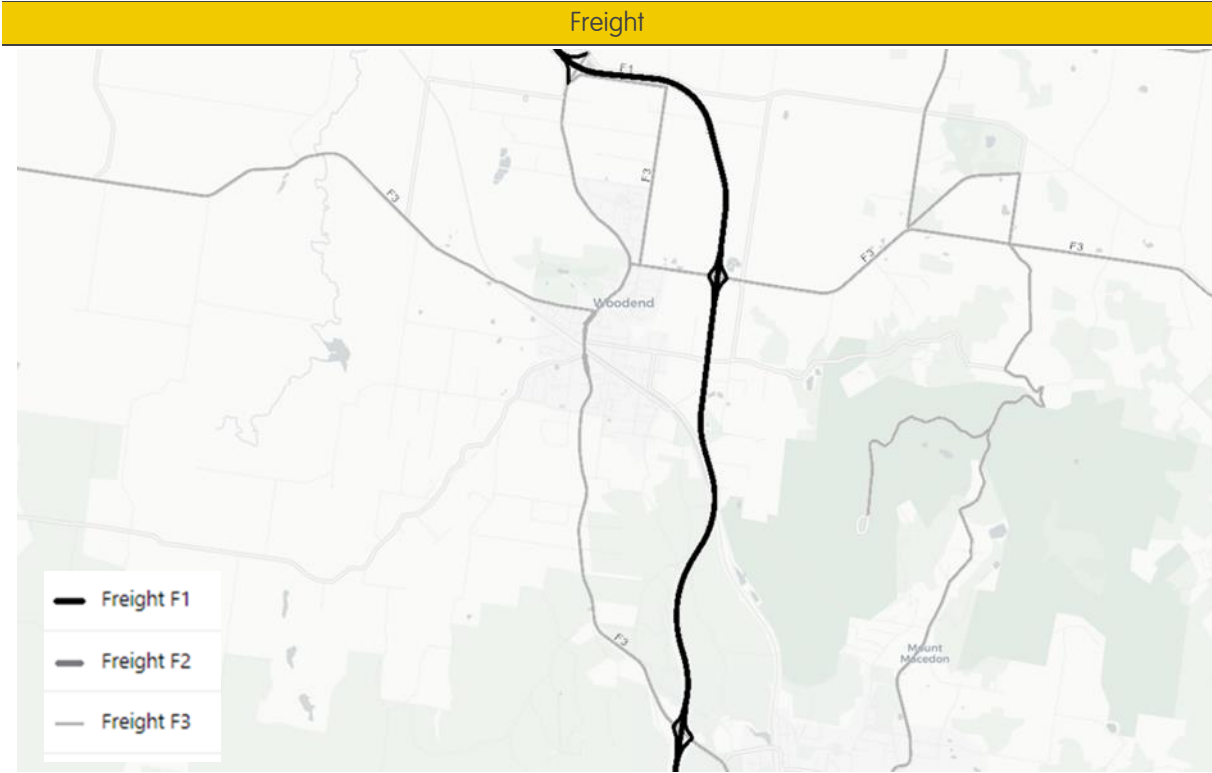 Freight
F1
F3
F3
F3
F3
Woodend
F3
Mount
Macedon
Freight F1
Freight F2
Freight F3